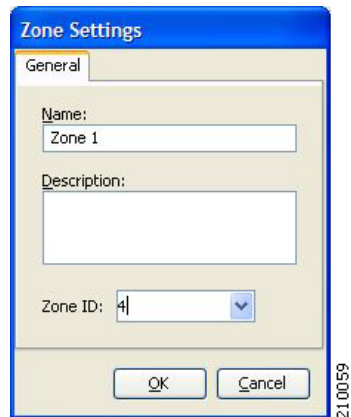 Zone Settings
General
Name:
Zone 1
Description:
Zone ID: 4
OK Cancel
210059